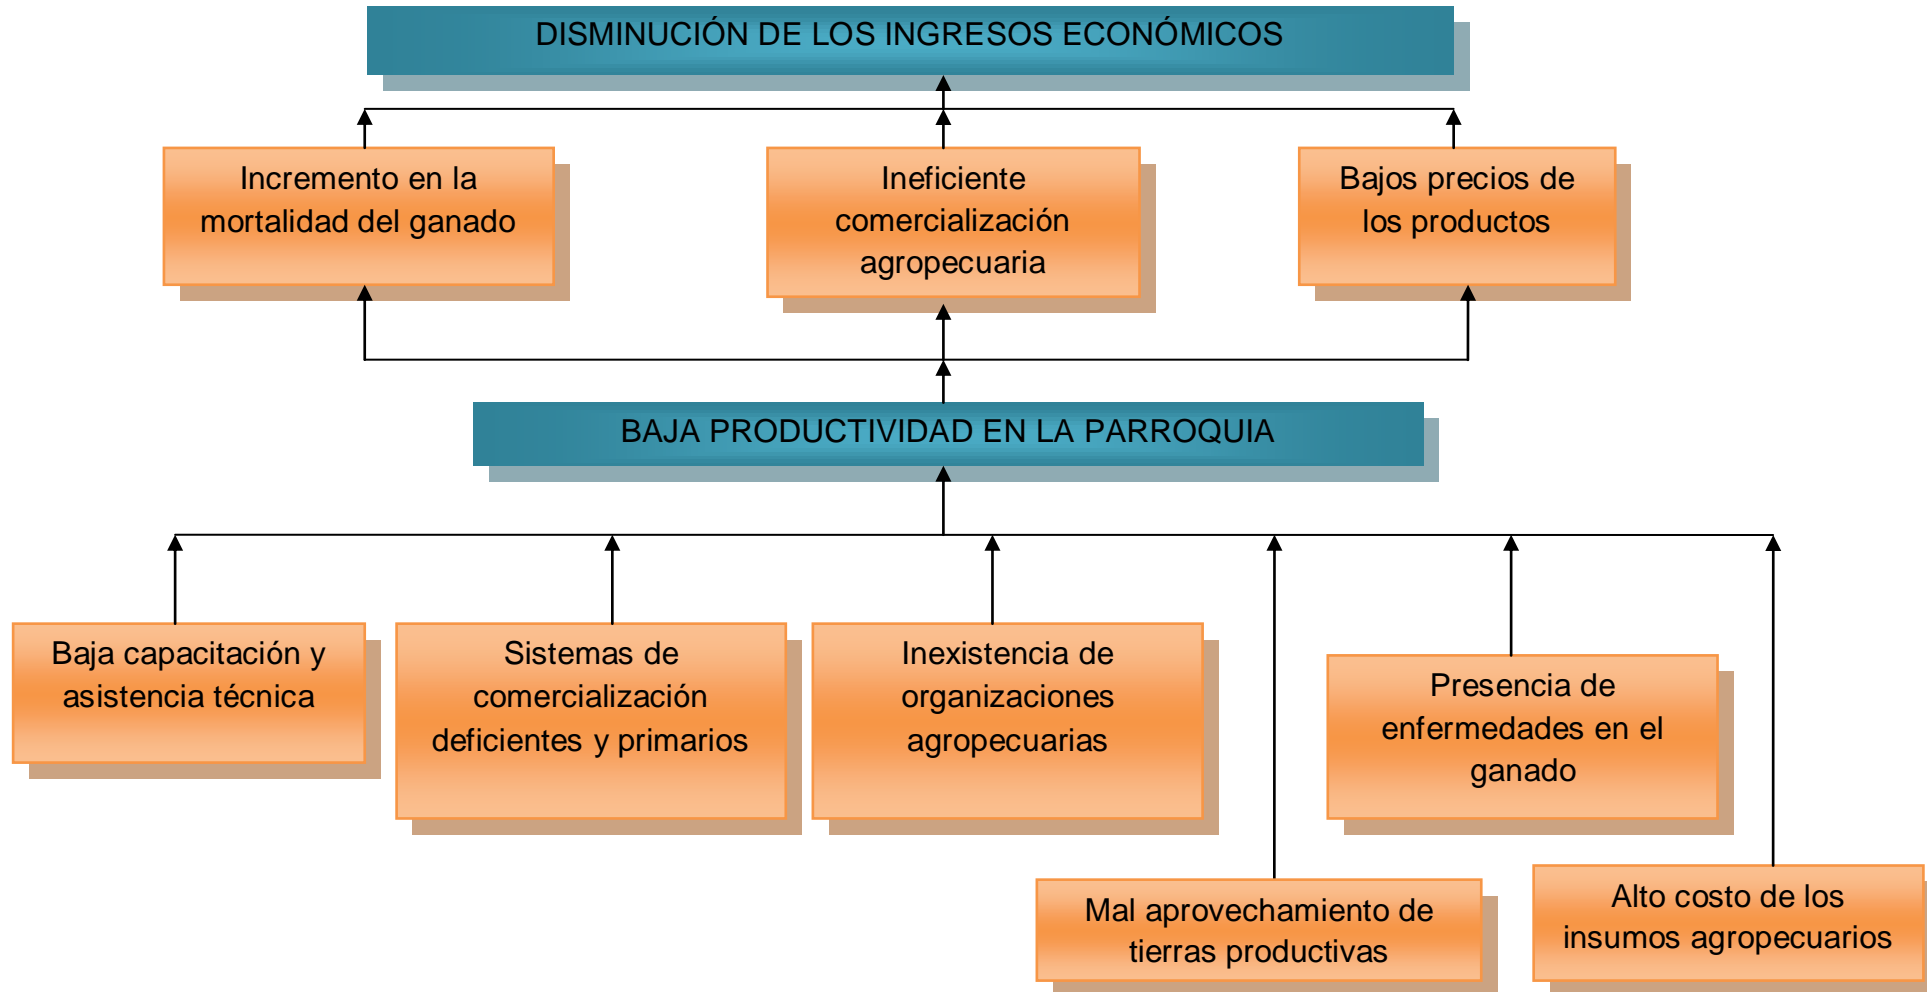 DISMINUCIÓN DE LOS INGRESOS ECONÓMICOS
Incremento en la
mortalidad del ganado
Ineficiente
comercialización
agropecuaria
Bajos precios de
los productos
BAJA PRODUCTIVIDAD EN LA PARROQUIA
Baja capacitación y
asistencia técnica
Sistemas de
comercialización
deficientes y primarios
Inexistencia de
organizaciones
agropecuarias
Presencia de
enfermedades en el
ganado
Mal aprovechamiento de
tierras productivas
Alto costo de los
insumos agropecuarios